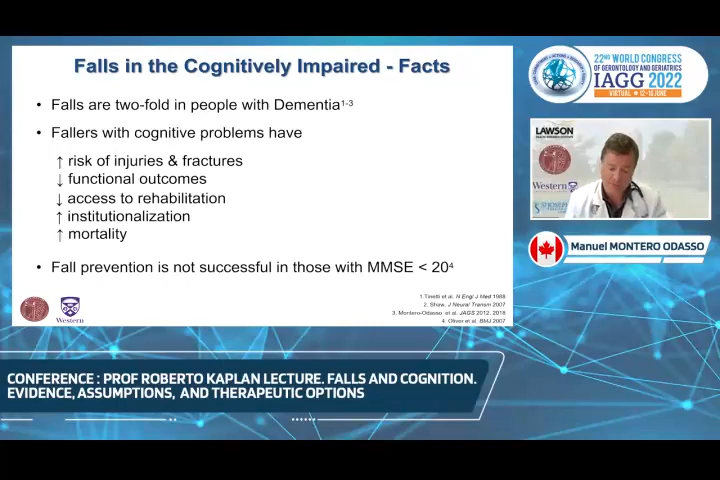 Falls in the Cognitively Impaired - Facts
• Falls are two-fold in people with Dementia1-3
• Fallers with cognitive problems have
↑ risk of injuries & fractures
↓ functional outcomes
↓ access to rehabilitation
↑ institutionalization
↑ mortality
• Fall prevention is not successful in those with MMSE < 204
1.Tinetti et al. N Engl J Med 1988
2. Shaw. J Neural Transm 2007
3. Montero-Odasso, et al. JAGS 2012, 2018
4. Oliver et al. BMJ 2007
Western
22ND WORLD CONGRESS
OF GERONTOLOGY AND GERIATRICS
IAGG 2022
VIRTUAL • 12-16 JUNE
LAWSON
Western
Manuel MONTERO ODASSO
CONFERENCE : PROF ROBERTO KAPLAN LECTURE. FALLS AND COGNITION.
EVIDENCE, ASSUMPTIONS, AND THERAPEUTIC OPTIONS